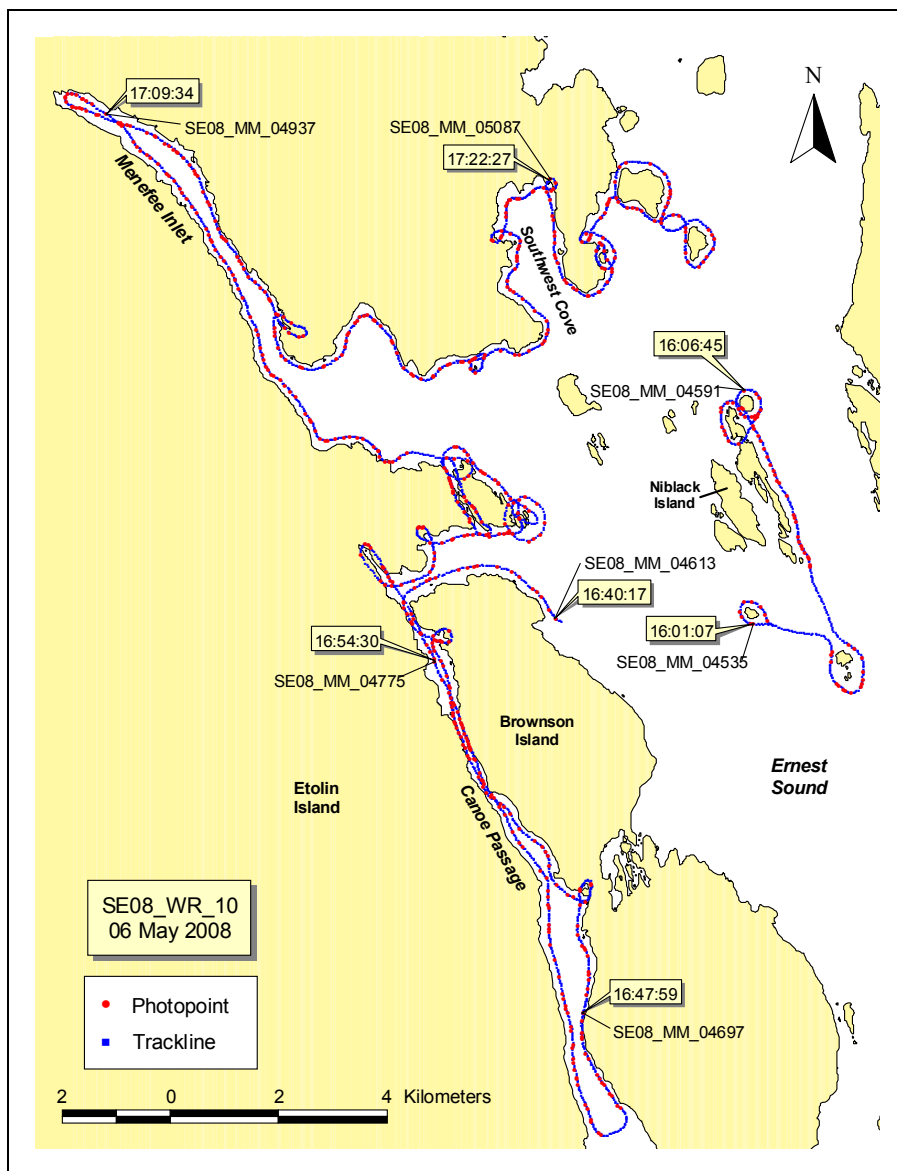 17:09:34
SE08_MM_04937
Menefee Inlet
SE08_MM_05087
17:22:27
Southwest Cove
N
16:06:45
SE08_MM_04591
Niblack
Island
SE08_MM_04613
16:40:17
16:01:07
SE08_MM_04535
16:54:30
SE08_MM_04775
Brownson
Island
Ernest
Sound
Etolin
Island
Canoe Passage
SE08_WR_10
06 May 2008
16:47:59
SE08_MM_04697
Photopoint
Trackline
2 0 2 4 Kilometers